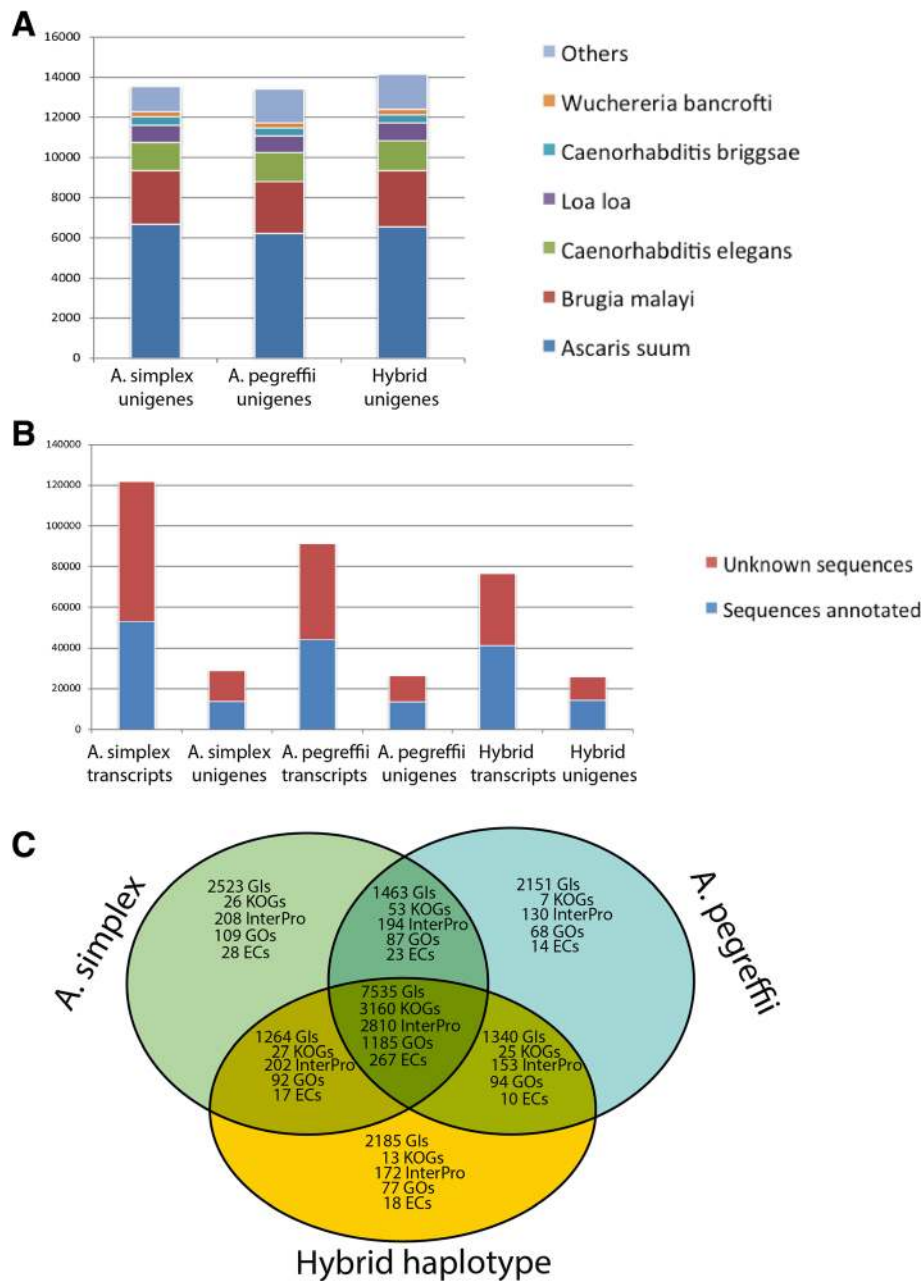 A
16000
14000
12000
10000
8000
6000
4000
2000
0
A. simplex
unigenes
A. pegreffii
unigenes
Hybrid
unigenes
Others
Wuchereria bancrofti
Caenorhabditis briggsae
Loa loa
Caenorhabditis elegans
Brugia malayi
Ascaris suum
B
140000
120000
100000
80000
60000
40000
20000
0
A. simplex
transcripts
A. simplex
unigenes
A. pegreffii
transcripts
A. pegreffii
unigenes
Hybrid
transcripts
Hybrid
unigenes
Unknown sequences
Sequences annotated
C
A. simplex
2523 GIs
26 KOGs
208 InterPro
109 GOs
28 ECs
1463 GIs
53 KOGs
194 InterPro
87 GOs
23 ECs
2151 GIs
7 KOGs
130 InterPro
68 GOs
14 ECs
A. pegreffii
1264 GIs
27 KOGs
202 InterPro
92 GOs
17 ECs
7535 GIs
3160 KOGs
2810 InterPro
1185 GOs
267 ECs
1340 GIs
25 KOGs
153 InterPro
94 GOs
10 ECs
2185 GIs
13 KOGs
172 InterPro
77 GOs
18 ECs
Hybrid haplotype